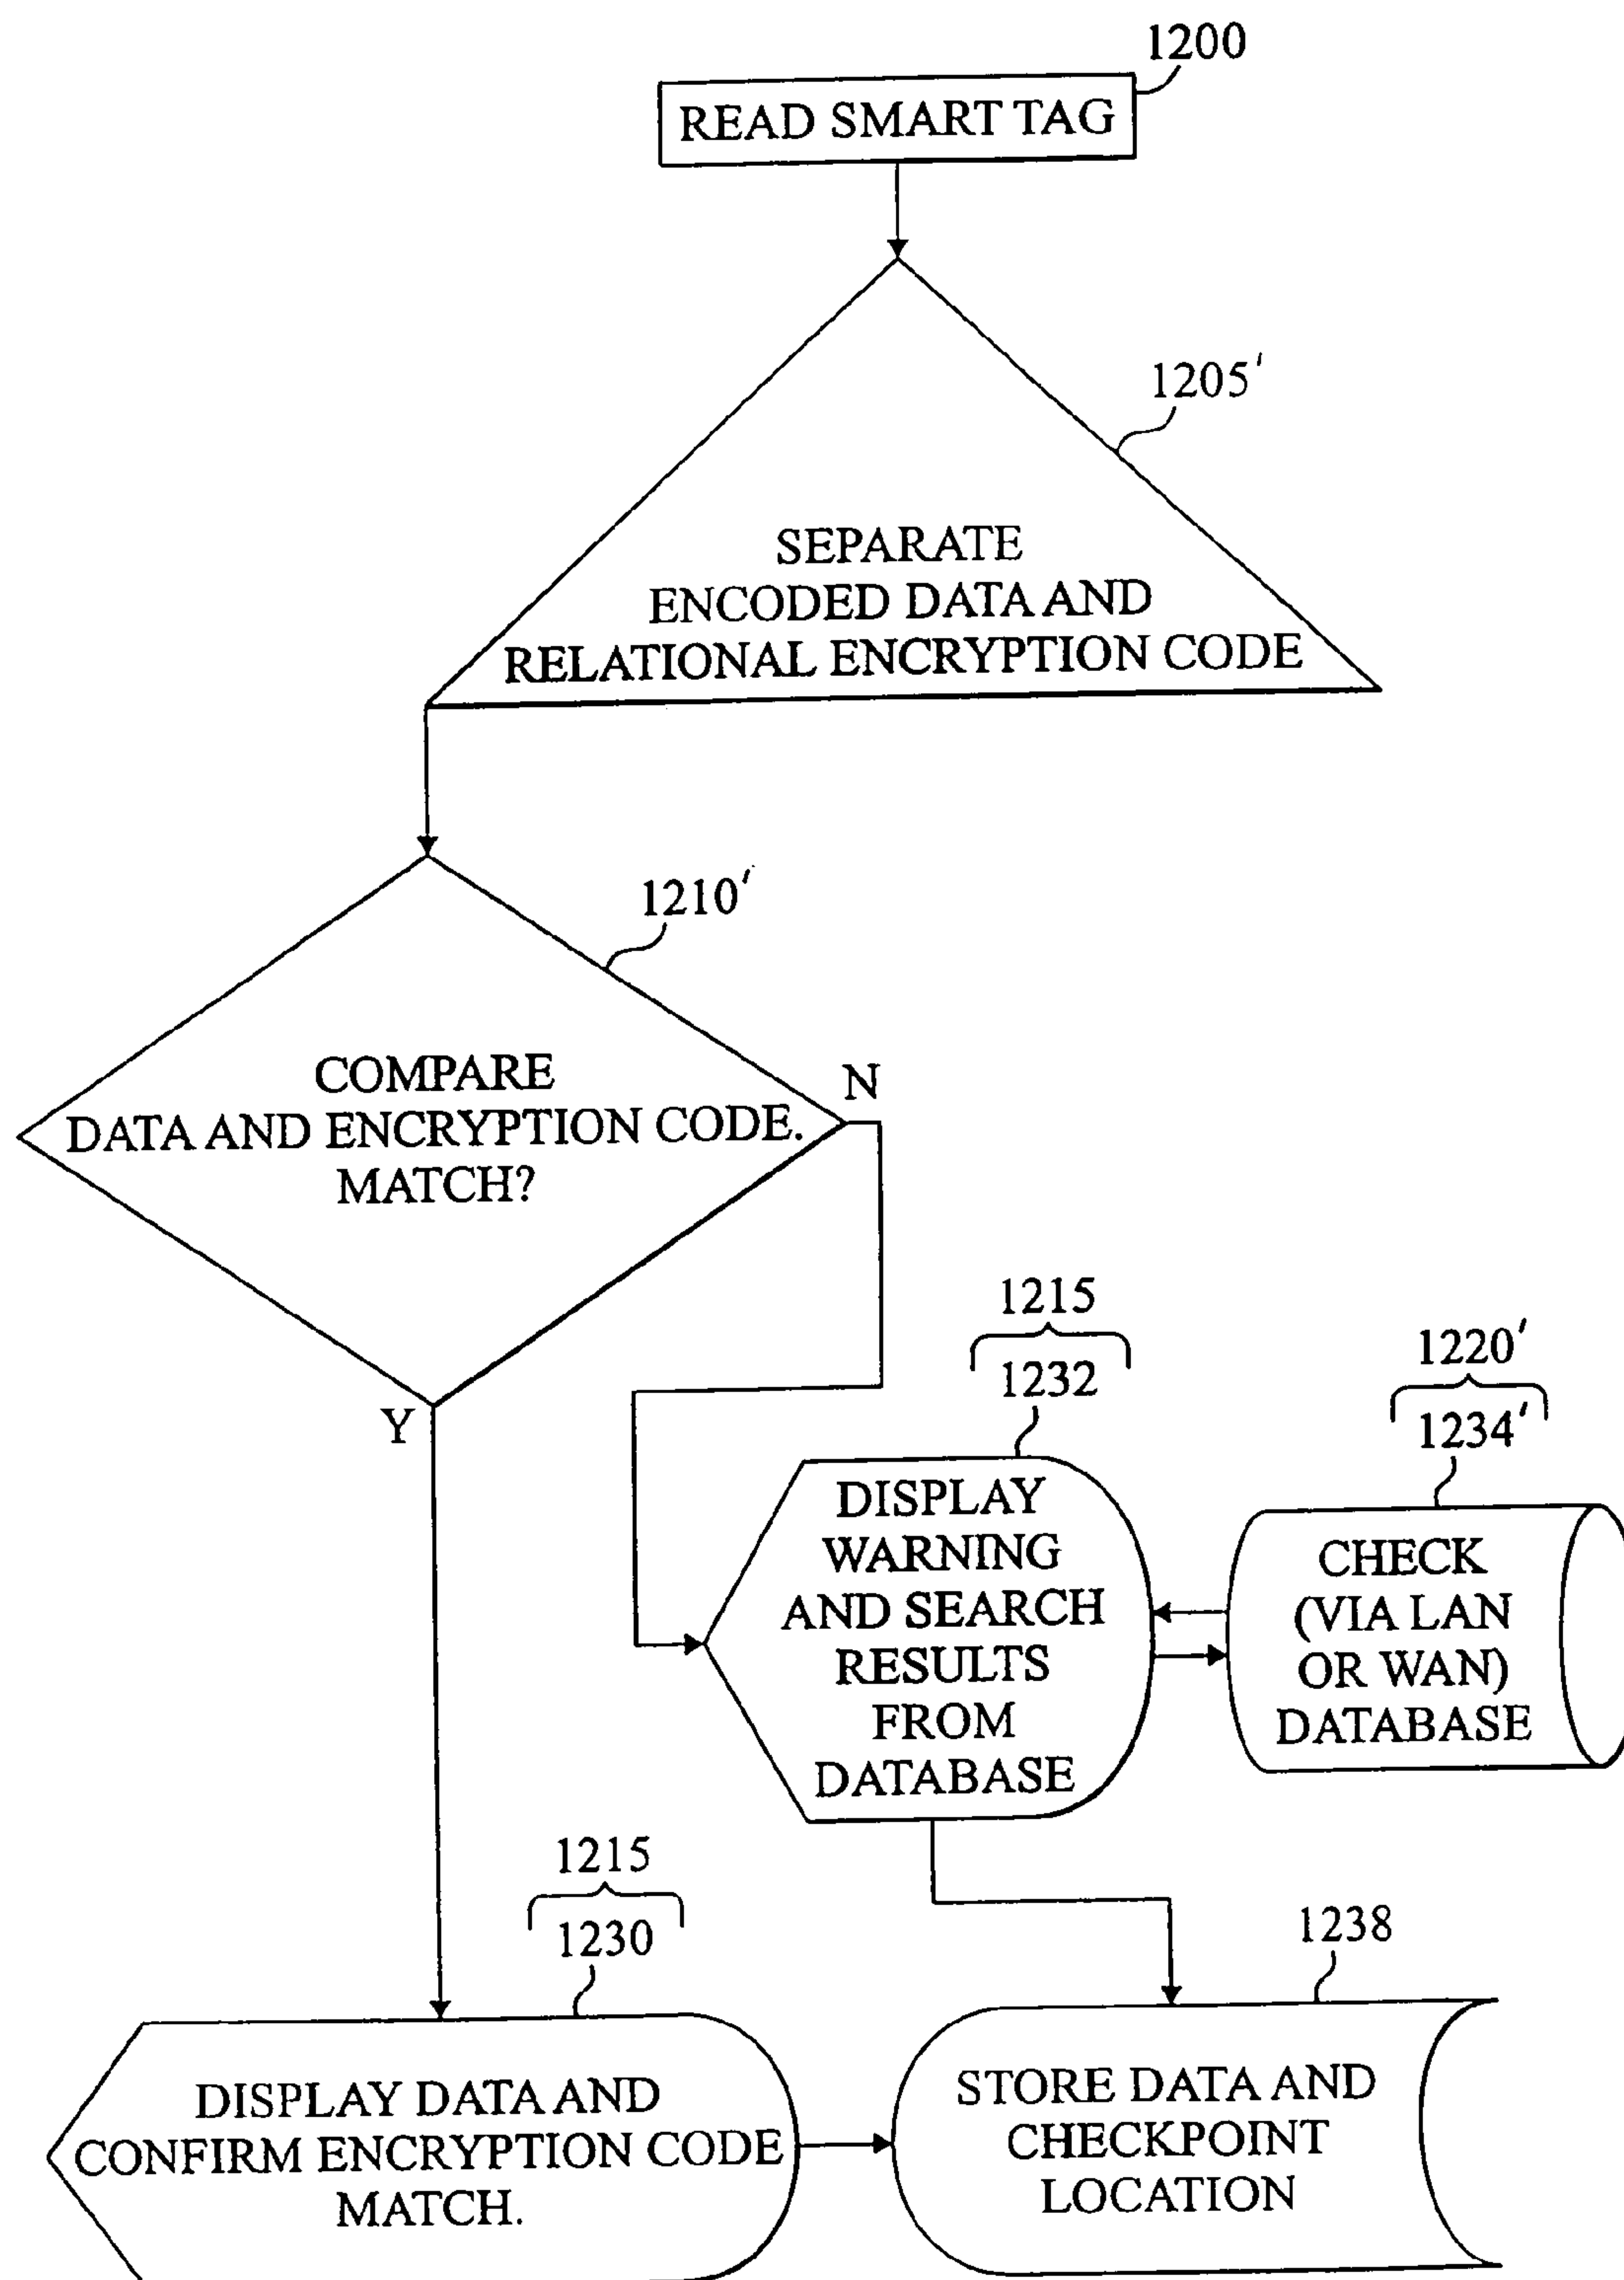 1200
READ SMART TAG
1205'
SEPARATE
ENCODED DATA AND
RELATIONAL ENCRYPTION CODE
1210'
COMPARE
DATA AND ENCRYPTION CODE.
MATCH?
N
Y
1215
1232
DISPLAY
WARNING
AND SEARCH
RESULTS
FROM
DATABASE
1220'
1234'
CHECK
(VIA LAN
OR WAN)
DATABASE
1215
1230
DISPLAY DATA AND
CONFIRM ENCRYPTION CODE
MATCH.
1238
STORE DATA AND
CHECKPOINT
LOCATION